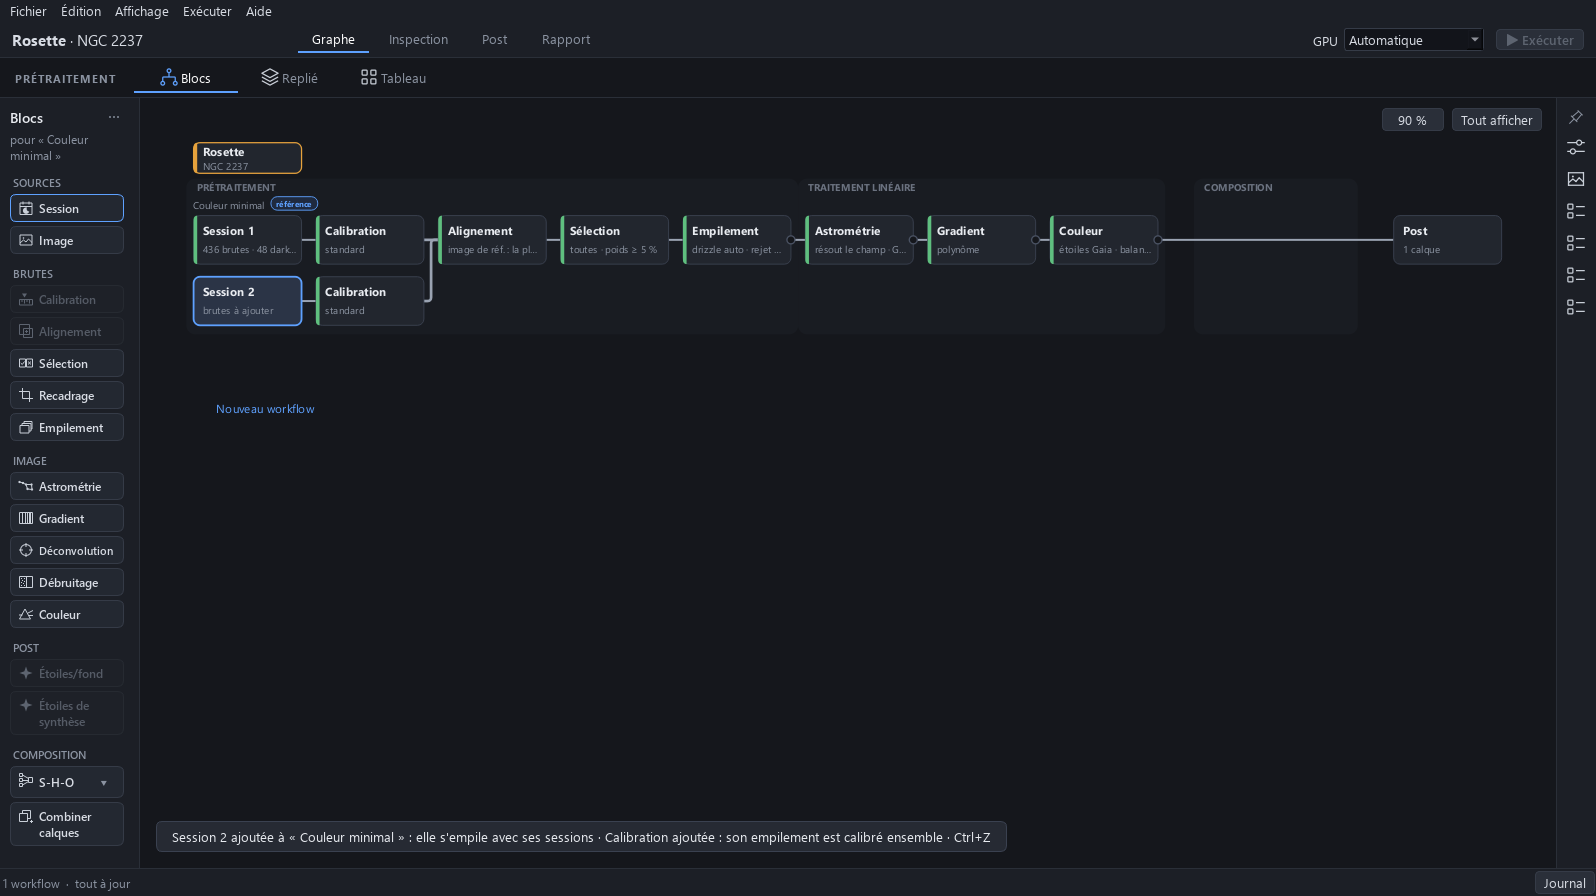 Fichier Édition Affichage Exécuter Aide
Rosette · NGC 2237
Graphe Inspection Post Rapport
GPU Automatique Exécuter
PRÉTRAITEMENT Blocs Replié Tableau
Blocs ...
pour « Couleur
minimal »
SOURCES
Session
Image
BRUTES
Calibration
Alignement
Sélection
Recadrage
Empilement
IMAGE
Astrométrie
Gradient
Déconvolution
Débruitage
Couleur
POST
Étoiles/fond
Étoiles de
synthèse
COMPOSITION
S-H-O
Combiner
calques
90 % Tout afficher
Rosette
NGC 2237
PRÉTRAITEMENT TRAITEMENT LINÉAIRE COMPOSITION
Couleur minimal référence
Session 1
436 brutes · 48 dark...
Calibration
standard
Alignement
image de réf. : la pl...
Sélection
toutes · poids ≥ 5 %
Empilement
drizzle auto · rejet ...
Astrométrie
résout le champ · G...
Gradient
polynôme
Couleur
étoiles Gaia · balan...
Post
1 calque
Session 2
brutes à ajouter
Calibration
standard
Nouveau workflow
Session 2 ajoutée à « Couleur minimal » : elle s'empile avec ses sessions · Calibration ajoutée : son empilement est calibré ensemble · Ctrl+Z
1 workflow · tout à jour
Journal